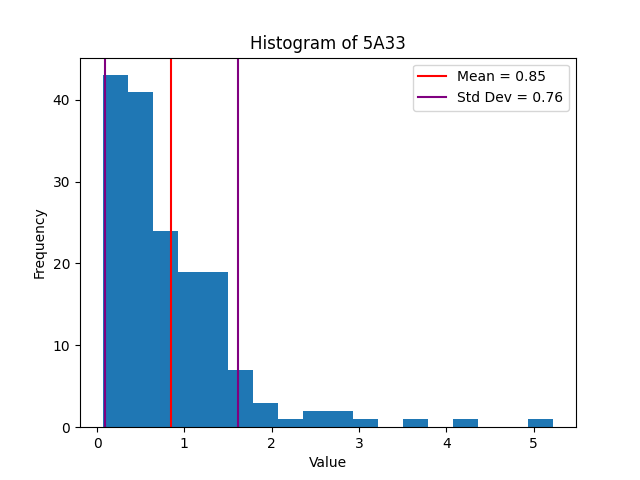 Histogram of 5A33
Mean = 0.85
Std Dev = 0.76
Frequency
40
30
20
10
0
0 1 2 3 4 5
Value